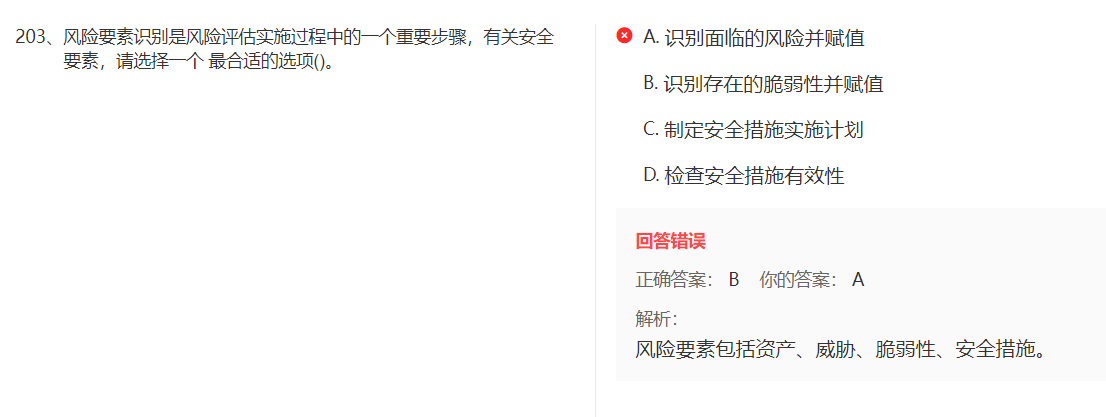 203、风险要素识别是风险评估实施过程中的一个重要步骤，有关安全
要素，请选择一个 最合适的选项()。
A. 识别面临的风险并赋值
B. 识别存在的脆弱性并赋值
C. 制定安全措施实施计划
D. 检查安全措施有效性
回答错误
正确答案： B 你的答案： A
解析：
风险要素包括资产、威胁、脆弱性、安全措施。